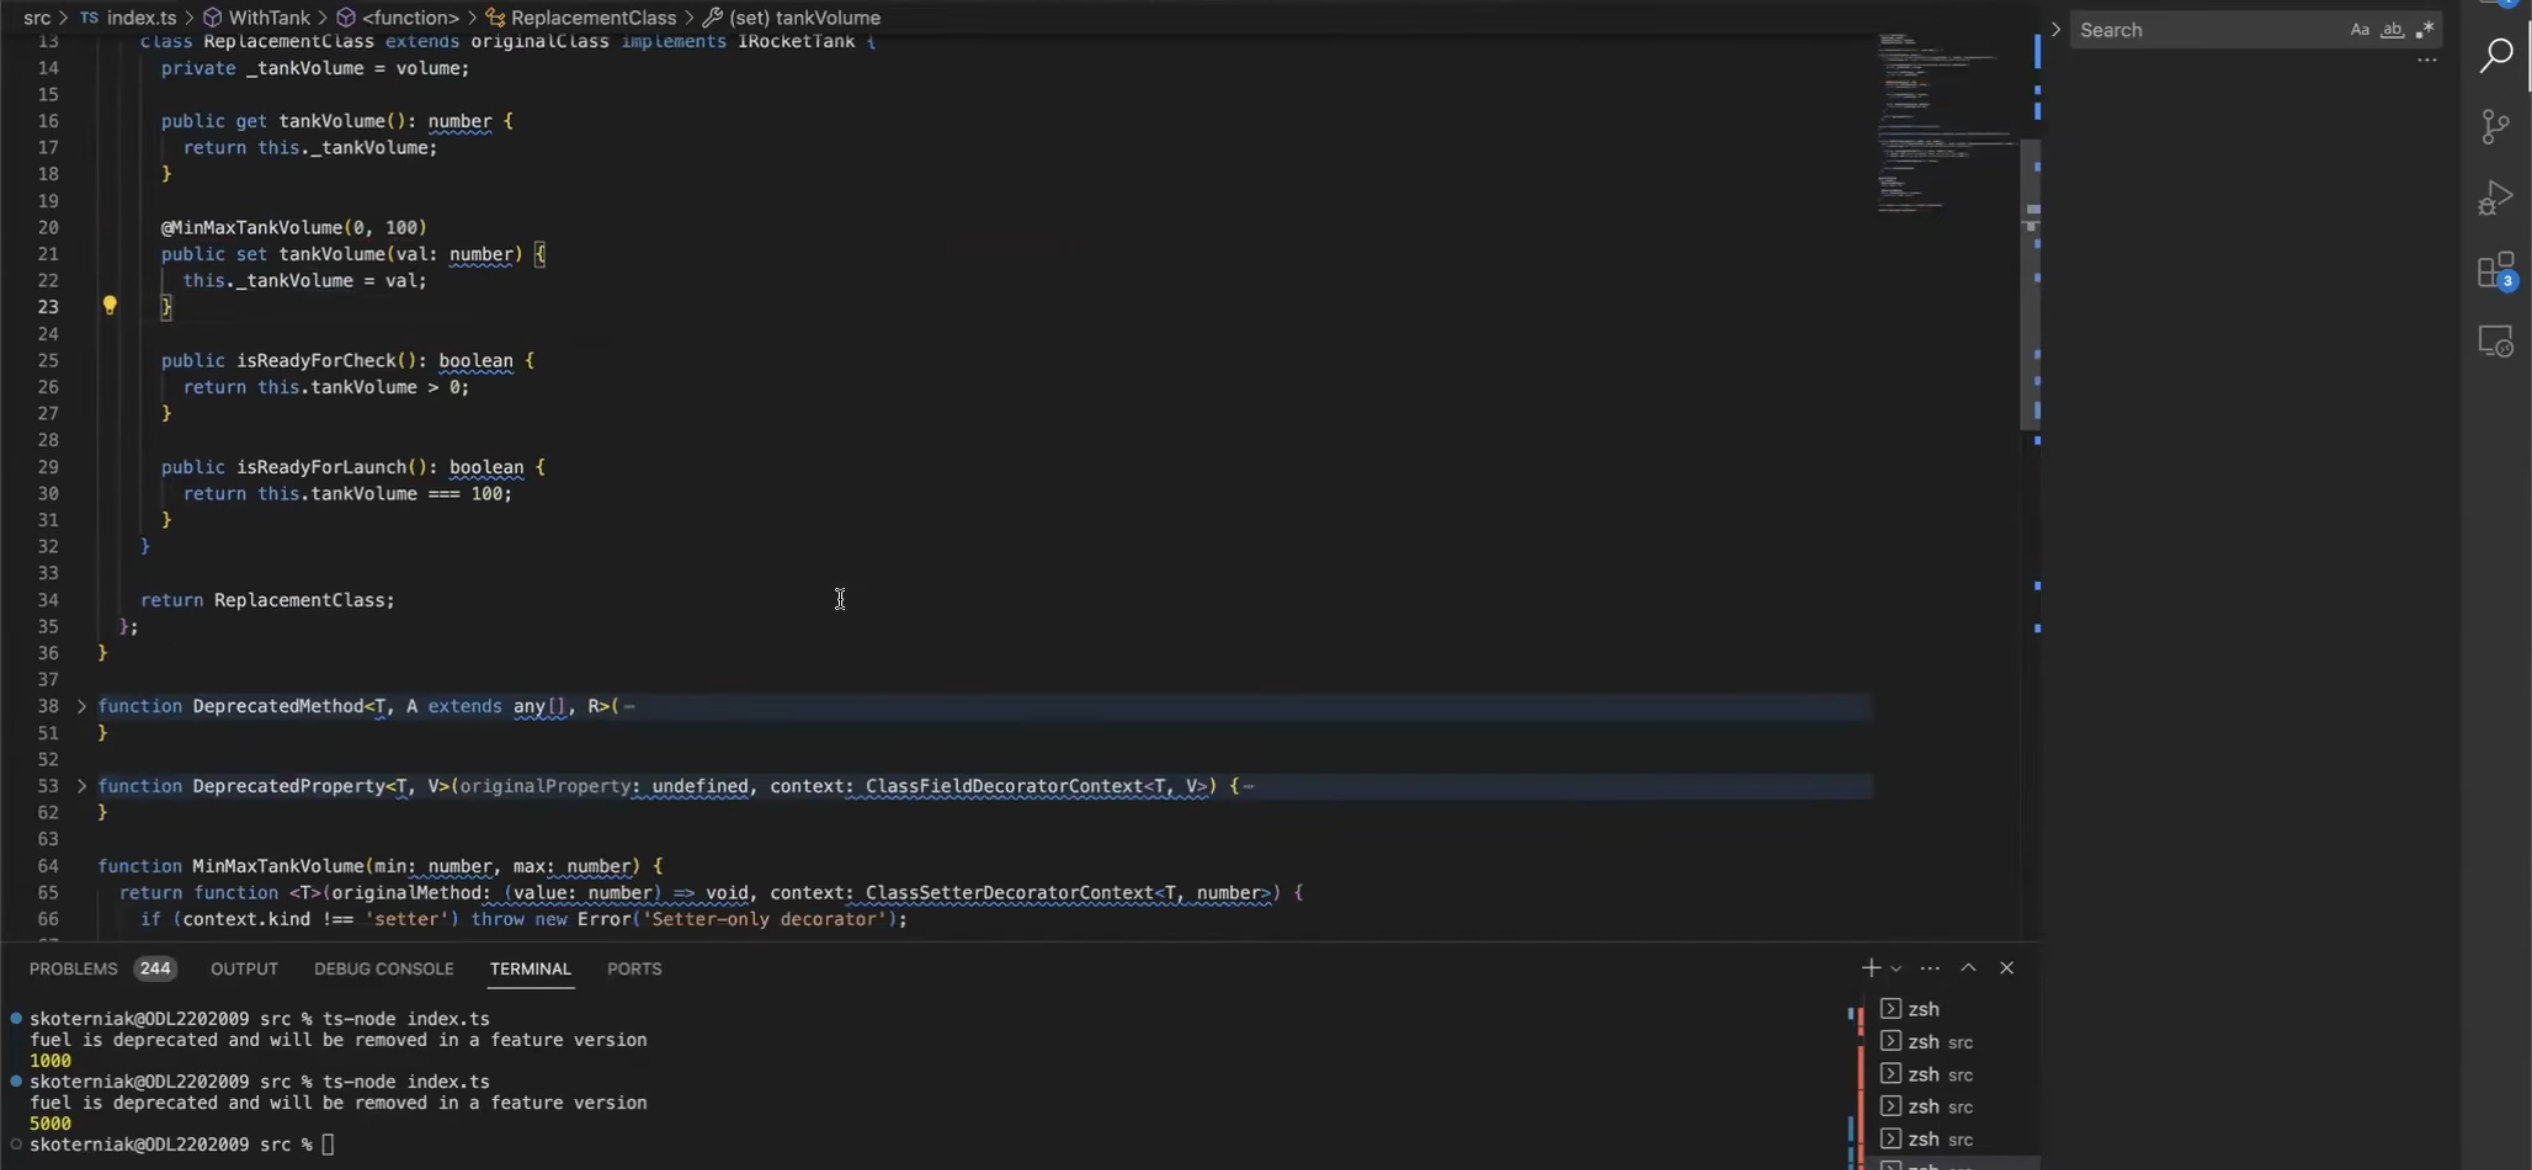 src > TS index.ts > WithTank > <function> > ReplacementClass > (set) tankVolume
Search
Aa ab .*
...
13 class ReplacementClass extends originalClass implements IRocketTank {
14 private _tankVolume = volume;
15
16 public get tankVolume(): number {
17 return this._tankVolume;
18 }
19
20 @MinMaxTankVolume(0, 100)
21 public set tankVolume(val: number) {
22 this._tankVolume = val;
23 }
24
25 public isReadyForCheck(): boolean {
26 return this.tankVolume > 0;
27 }
28
29 public isReadyForLaunch(): boolean {
30 return this.tankVolume === 100;
31 }
32 }
33
34 return ReplacementClass;
35 };
36 }
37
38 > function DeprecatedMethod<T, A extends any[], R>(⋯
51 }
52
53 > function DeprecatedProperty<T, V>(originalProperty: undefined, context: ClassFieldDecoratorContext<T, V>) {⋯
62 }
63
64 function MinMaxTankVolume(min: number, max: number) {
65 return function <T>(originalMethod: (value: number) => void, context: ClassSetterDecoratorContext<T, number>) {
66 if (context.kind !== 'setter') throw new Error('Setter-only decorator');
3
PROBLEMS 244 OUTPUT DEBUG CONSOLE TERMINAL PORTS
skoterniak@ODL2202009 src % ts-node index.ts
fuel is deprecated and will be removed in a feature version
1000
skoterniak@ODL2202009 src % ts-node index.ts
fuel is deprecated and will be removed in a feature version
5000
skoterniak@ODL2202009 src %
zsh
zsh src
zsh src
zsh src
zsh src